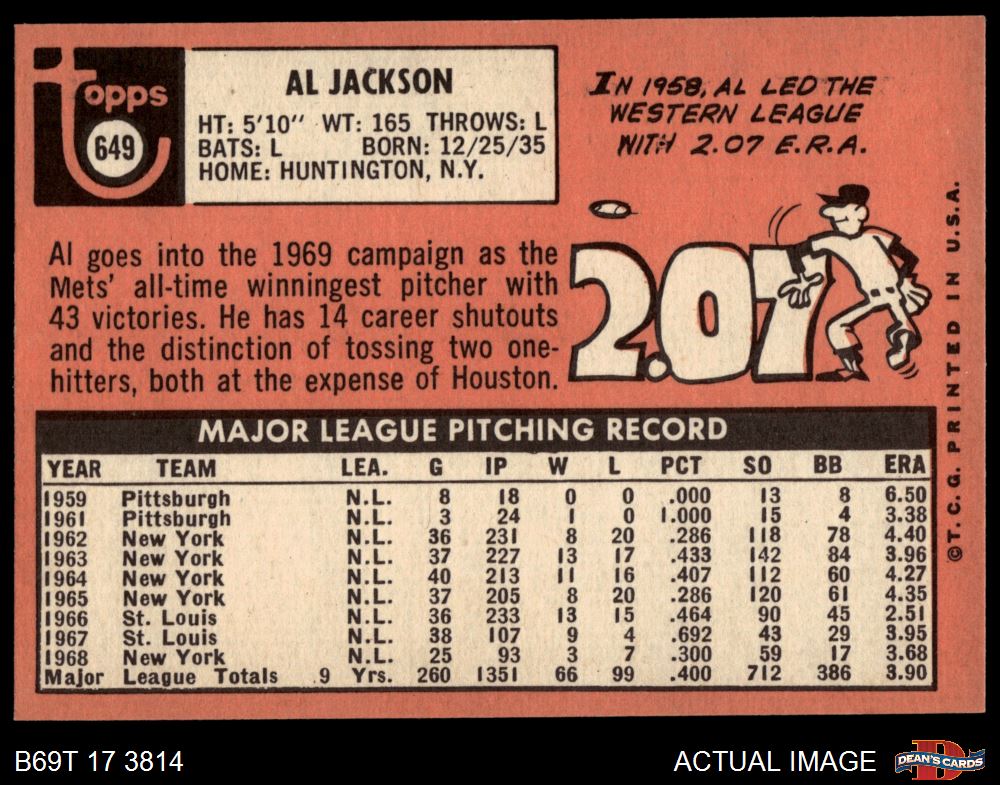 Topps
649
AL JACKSON
HT: 5'10" WT: 165 THROWS: L
BATS: L BORN: 12/25/35
HOME: HUNTINGTON, N.Y.
IN 1958, AL LED THE
WESTERN LEAGUE
WITH 2.07 E.R.A.
2.07
Al goes into the 1969 campaign as the
Mets' all-time winningest pitcher with
43 victories. He has 14 career shutouts
and the distinction of tossing two one-
hitters, both at the expense of Houston.
MAJOR LEAGUE PITCHING RECORD
YEAR TEAM LEA. G IP W L PCT SO BB ERA
1959 Pittsburgh N.L. 8 18 0 0 .000 13 8 6.50
1961 Pittsburgh N.L. 3 24 1 0 1.000 15 4 3.38
1962 New York N.L. 36 231 8 20 .286 118 78 4.40
1963 New York N.L. 37 227 13 17 .433 142 84 3.96
1964 New York N.L. 40 213 11 16 .407 112 60 4.27
1965 New York N.L. 37 205 8 20 .286 120 61 4.35
1966 St. Louis N.L. 36 233 13 15 .464 90 45 2.51
1967 St. Louis N.L. 38 107 9 4 .692 43 29 3.95
1968 New York N.L. 25 93 3 7 .300 59 17 3.68
Major League Totals 9 Yrs. 260 1351 66 99 .400 712 386 3.90
©T.C.G. PRINTED IN U.S.A.
B69T 17 3814
ACTUAL IMAGE
D
DEAN'S CARDS